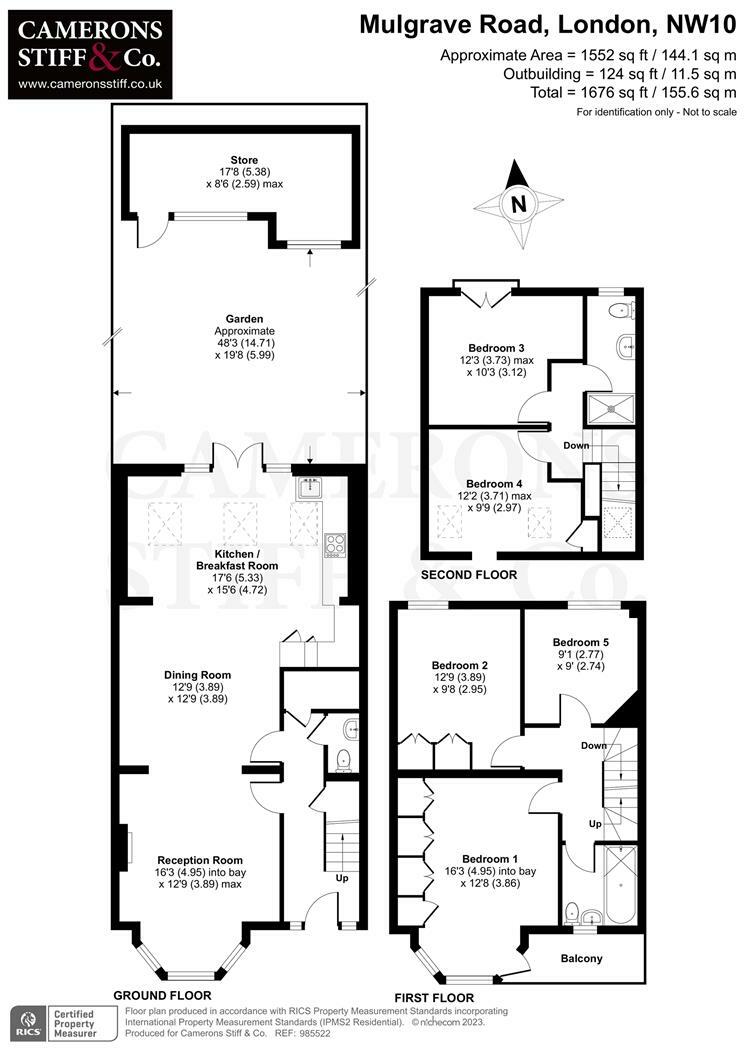 CAMERONS
STIFF & Co.
www.cameronsstiff.co.uk
Mulgrave Road, London, NW10
Approximate Area = 1552 sq ft / 144.1 sq m
Outbuilding = 124 sq ft / 11.5 sq m
Total = 1676 sq ft / 155.6 sq m
For identification only - Not to scale
Store
17'8 (5.38)
x 8'6 (2.59) max
N
Garden
Approximate
48'3 (14.71)
x 19'8 (5.99)
Bedroom 3
12'3 (3.73) max
x 10'3 (3.12)
Down
Bedroom 4
12'2 (3.71) max
x 9'9 (2.97)
SECOND FLOOR
CAMERONS
STIFF & Co.
Kitchen /
Breakfast Room
17'6 (5.33)
x 15'6 (4.72)
Dining Room
12'9 (3.89)
x 12'9 (3.89)
Reception Room
16'3 (4.95) into bay
x 12'9 (3.89) max
Up
GROUND FLOOR
Bedroom 2
12'9 (3.89)
x 9'8 (2.95)
Bedroom 5
9'1 (2.77)
x 9' (2.74)
Down
Up
Bedroom 1
16'3 (4.95) into bay
x 12'8 (3.86)
Balcony
FIRST FLOOR
RICS
Certified
Property
Measurer
Floor plan produced in accordance with RICS Property Measurement Standards incorporating
International Property Measurement Standards (IPMS2 Residential). © nichecom 2023.
Produced for Camerons Stiff & Co. REF: 985522